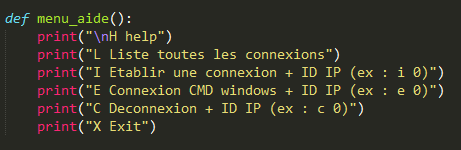 def menu_aide():
print("\nH help")
print("L Liste toutes les connexions")
print("I Etablir une connexion + ID IP (ex : i 0)")
print("E Connexion CMD windows + ID IP (ex : e 0)")
print("C Deconnexion + ID IP (ex : c 0)")
print("X Exit")